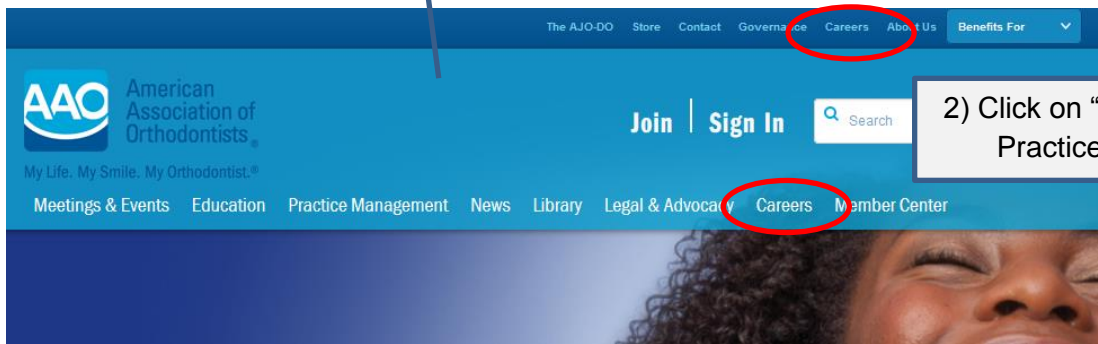 The AJO-DO Store Contact Governance Careers About Us Benefits For
AAO
American
Association of
Orthodontists®
My Life. My Smile. My Orthodontist.®
Join Sign In
Search
2) Click on “
Practice
Meetings & Events Education Practice Management News Library Legal & Advocacy Careers Member Center